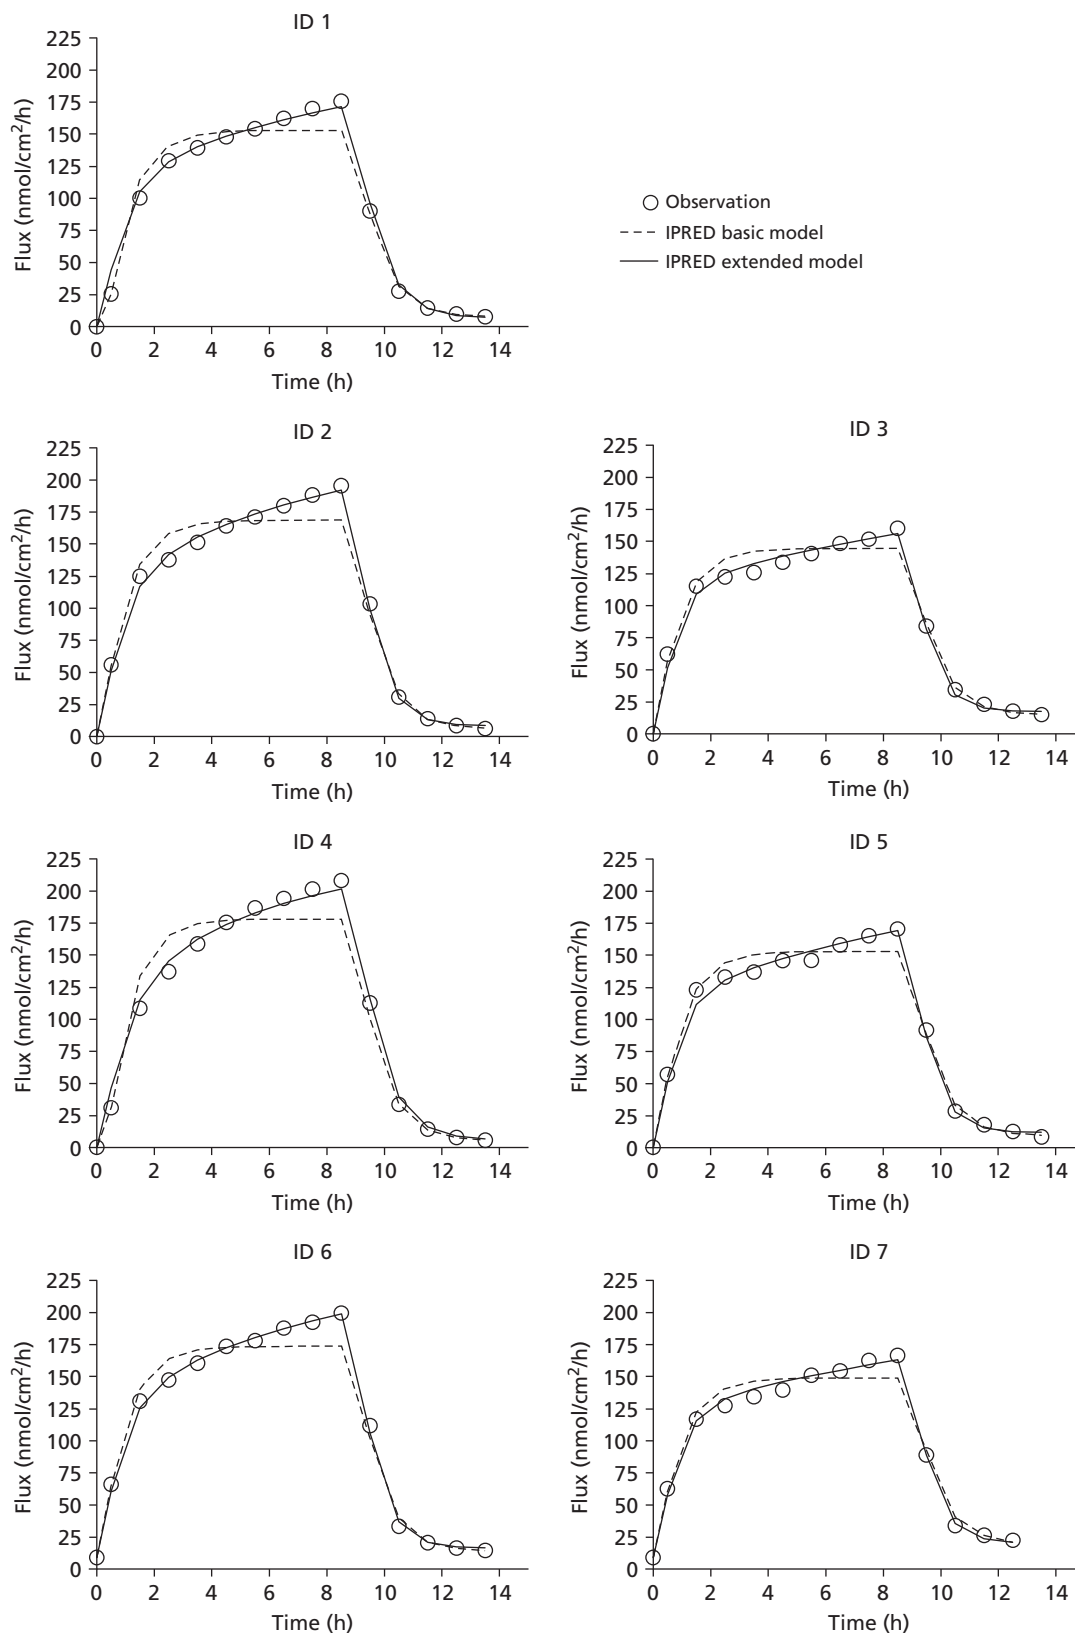 ID 1
225
200
175
150
125
100
75
50
25
0
Flux (nmol/cm²/h)
0 2 4 6 8 10 12 14
Time (h)
Observation
IPRED basic model
IPRED extended model
ID 2
225
200
175
150
125
100
75
50
25
0
Flux (nmol/cm²/h)
0 2 4 6 8 10 12 14
Time (h)
ID 3
225
200
175
150
125
100
75
50
25
0
Flux (nmol/cm²/h)
0 2 4 6 8 10 12 14
Time (h)
ID 4
225
200
175
150
125
100
75
50
25
0
Flux (nmol/cm²/h)
0 2 4 6 8 10 12 14
Time (h)
ID 5
225
200
175
150
125
100
75
50
25
0
Flux (nmol/cm²/h)
0 2 4 6 8 10 12 14
Time (h)
ID 6
225
200
175
150
125
100
75
50
25
0
Flux (nmol/cm²/h)
0 2 4 6 8 10 12 14
Time (h)
ID 7
225
200
175
150
125
100
75
50
25
0
Flux (nmol/cm²/h)
0 2 4 6 8 10 12 14
Time (h)